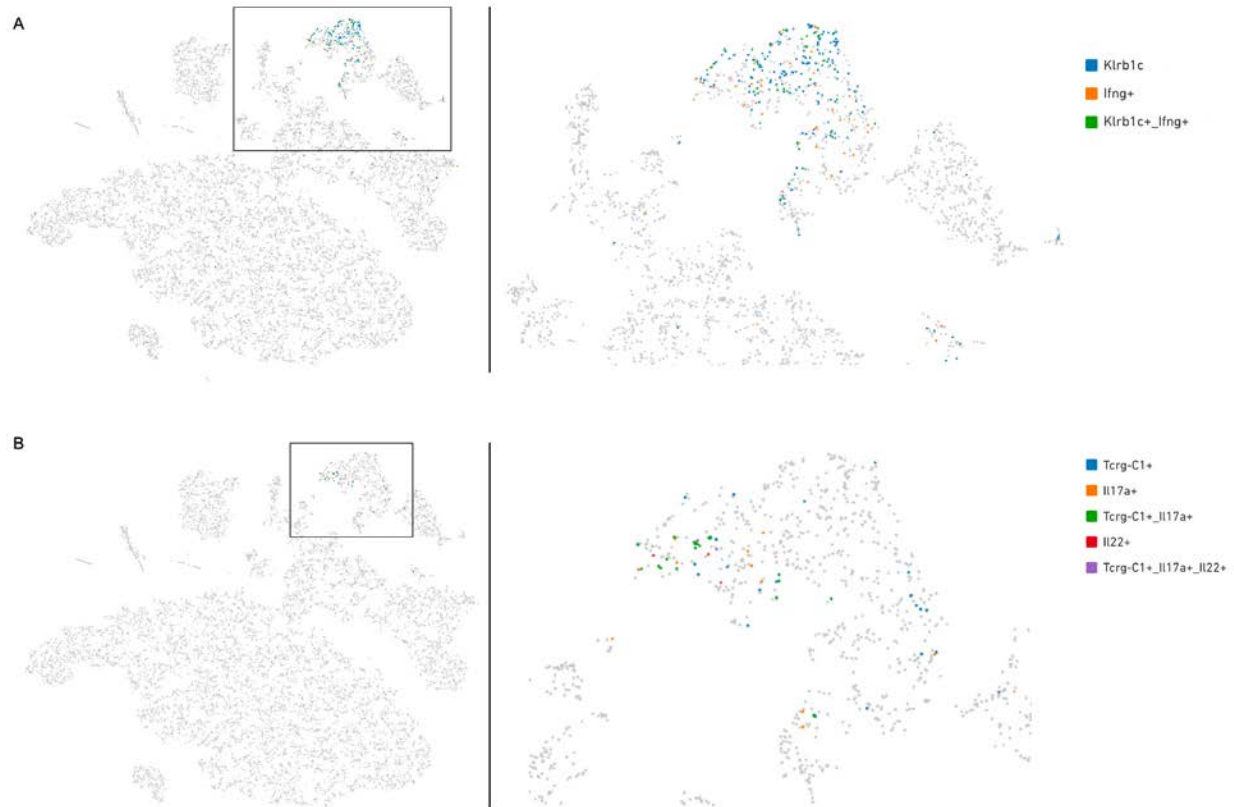 A
Klrb1c
Ifng+
Klrb1c+_Ifng+
B
Tcrg-C1+
Il17a+
Tcrg-C1+_Il17a+
Il22+
Tcrg-C1+_Il17a+_Il22+